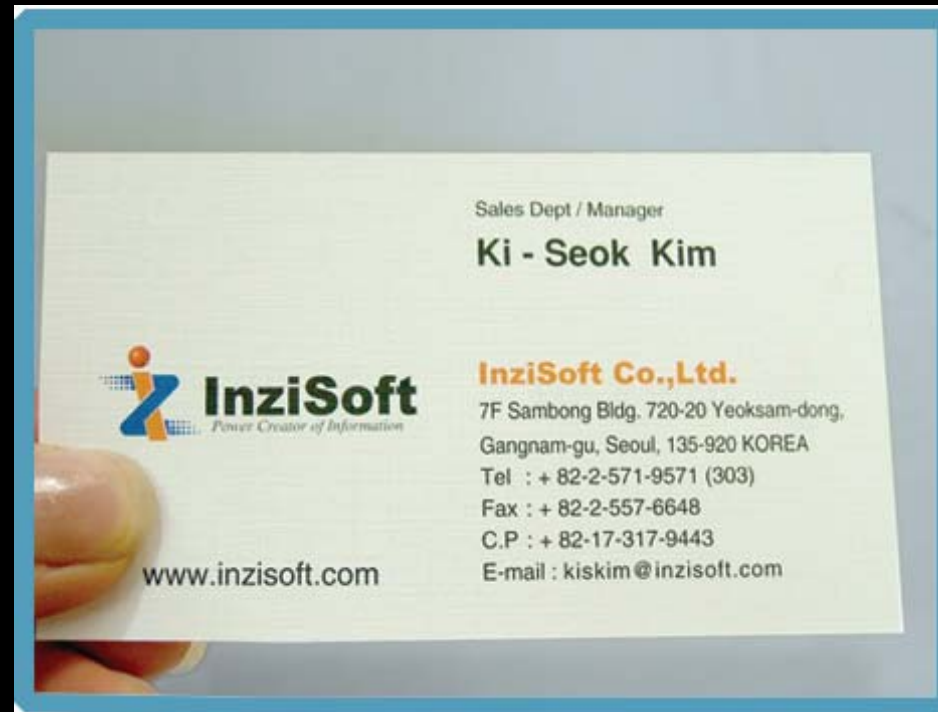 Sales Dept / Manager
Ki - Seok Kim
InziSoft
Power Creator of Information
www.inzisoft.com
InziSoft Co.,Ltd.
7F Sambong Bldg. 720-20 Yeoksam-dong,
Gangnam-gu, Seoul, 135-920 KOREA
Tel : + 82-2-571-9571 (303)
Fax : + 82-2-557-6648
C.P : + 82-17-317-9443
E-mail : kiskim@inzisoft.com